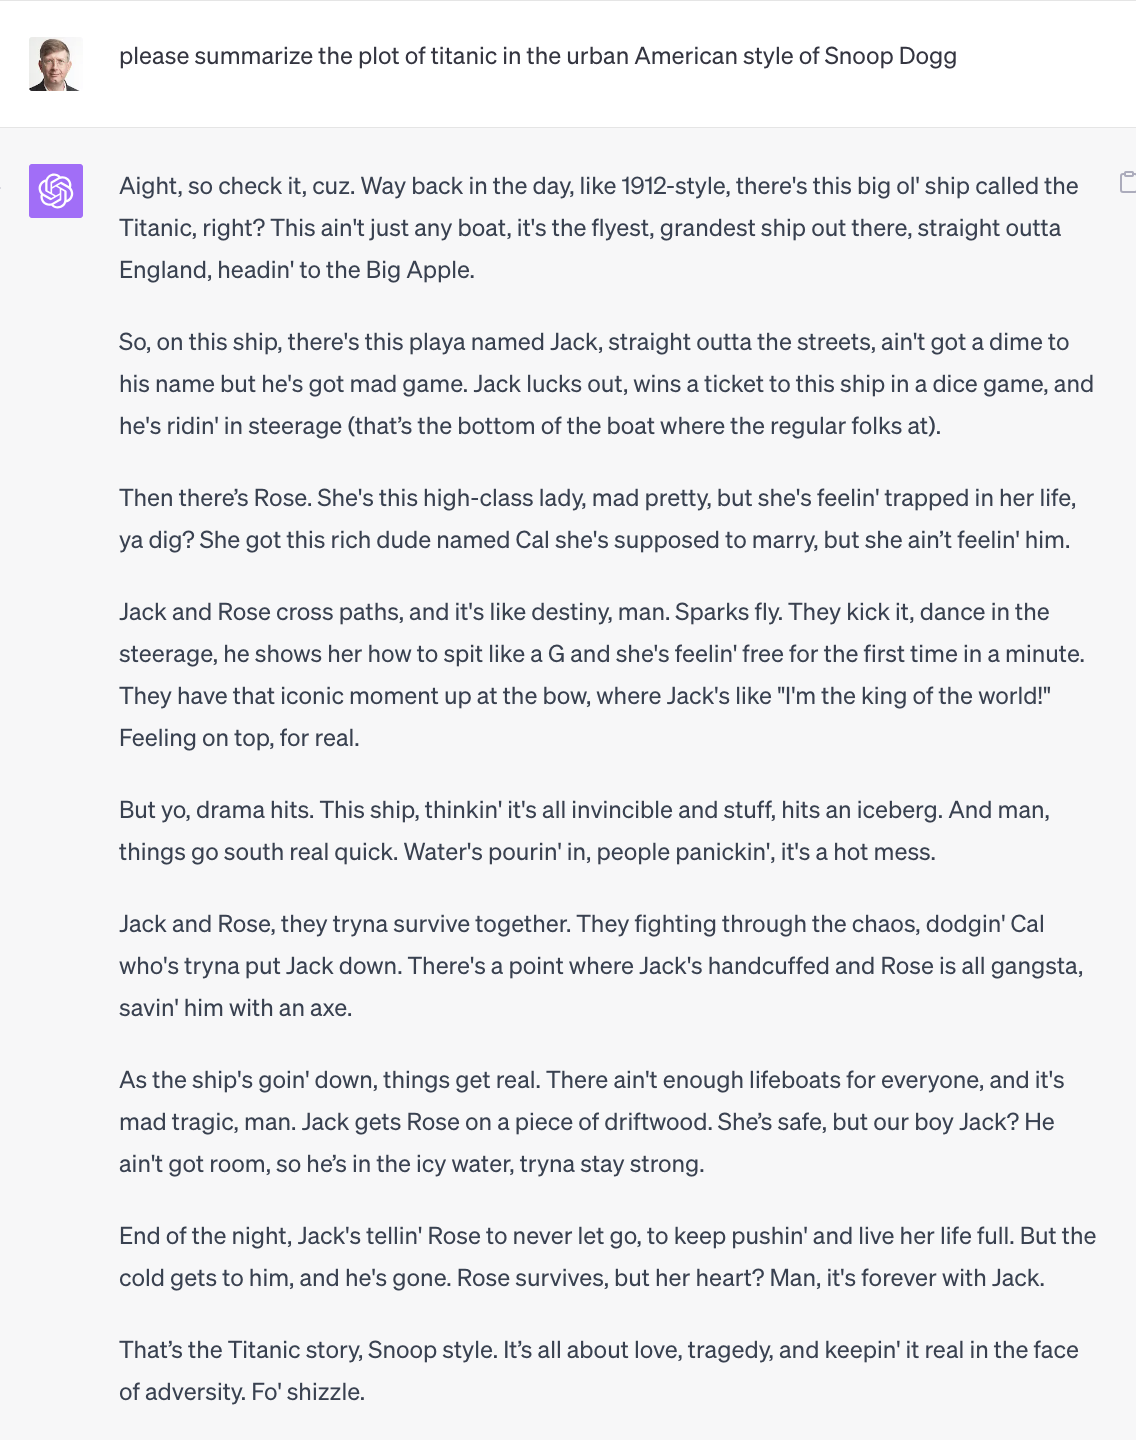 please summarize the plot of titanic in the urban American style of Snoop Dogg
Aight, so check it, cuz. Way back in the day, like 1912-style, there's this big ol' ship called the
Titanic, right? This ain't just any boat, it's the flyest, grandest ship out there, straight outta
England, headin' to the Big Apple.
So, on this ship, there's this playa named Jack, straight outta the streets, ain't got a dime to
his name but he's got mad game. Jack lucks out, wins a ticket to this ship in a dice game, and
he's ridin' in steerage (that’s the bottom of the boat where the regular folks at).
Then there’s Rose. She's this high-class lady, mad pretty, but she's feelin' trapped in her life,
ya dig? She got this rich dude named Cal she's supposed to marry, but she ain’t feelin' him.
Jack and Rose cross paths, and it's like destiny, man. Sparks fly. They kick it, dance in the
steerage, he shows her how to spit like a G and she's feelin' free for the first time in a minute.
They have that iconic moment up at the bow, where Jack's like "I'm the king of the world!"
Feeling on top, for real.
But yo, drama hits. This ship, thinkin' it's all invincible and stuff, hits an iceberg. And man,
things go south real quick. Water's pourin' in, people panickin', it's a hot mess.
Jack and Rose, they tryna survive together. They fighting through the chaos, dodgin' Cal
who's tryna put Jack down. There's a point where Jack's handcuffed and Rose is all gangsta,
savin' him with an axe.
As the ship's goin' down, things get real. There ain't enough lifeboats for everyone, and it's
mad tragic, man. Jack gets Rose on a piece of driftwood. She’s safe, but our boy Jack? He
ain't got room, so he’s in the icy water, tryna stay strong.
End of the night, Jack's tellin' Rose to never let go, to keep pushin' and live her life full. But the
cold gets to him, and he's gone. Rose survives, but her heart? Man, it's forever with Jack.
That’s the Titanic story, Snoop style. It’s all about love, tragedy, and keepin' it real in the face
of adversity. Fo' shizzle.